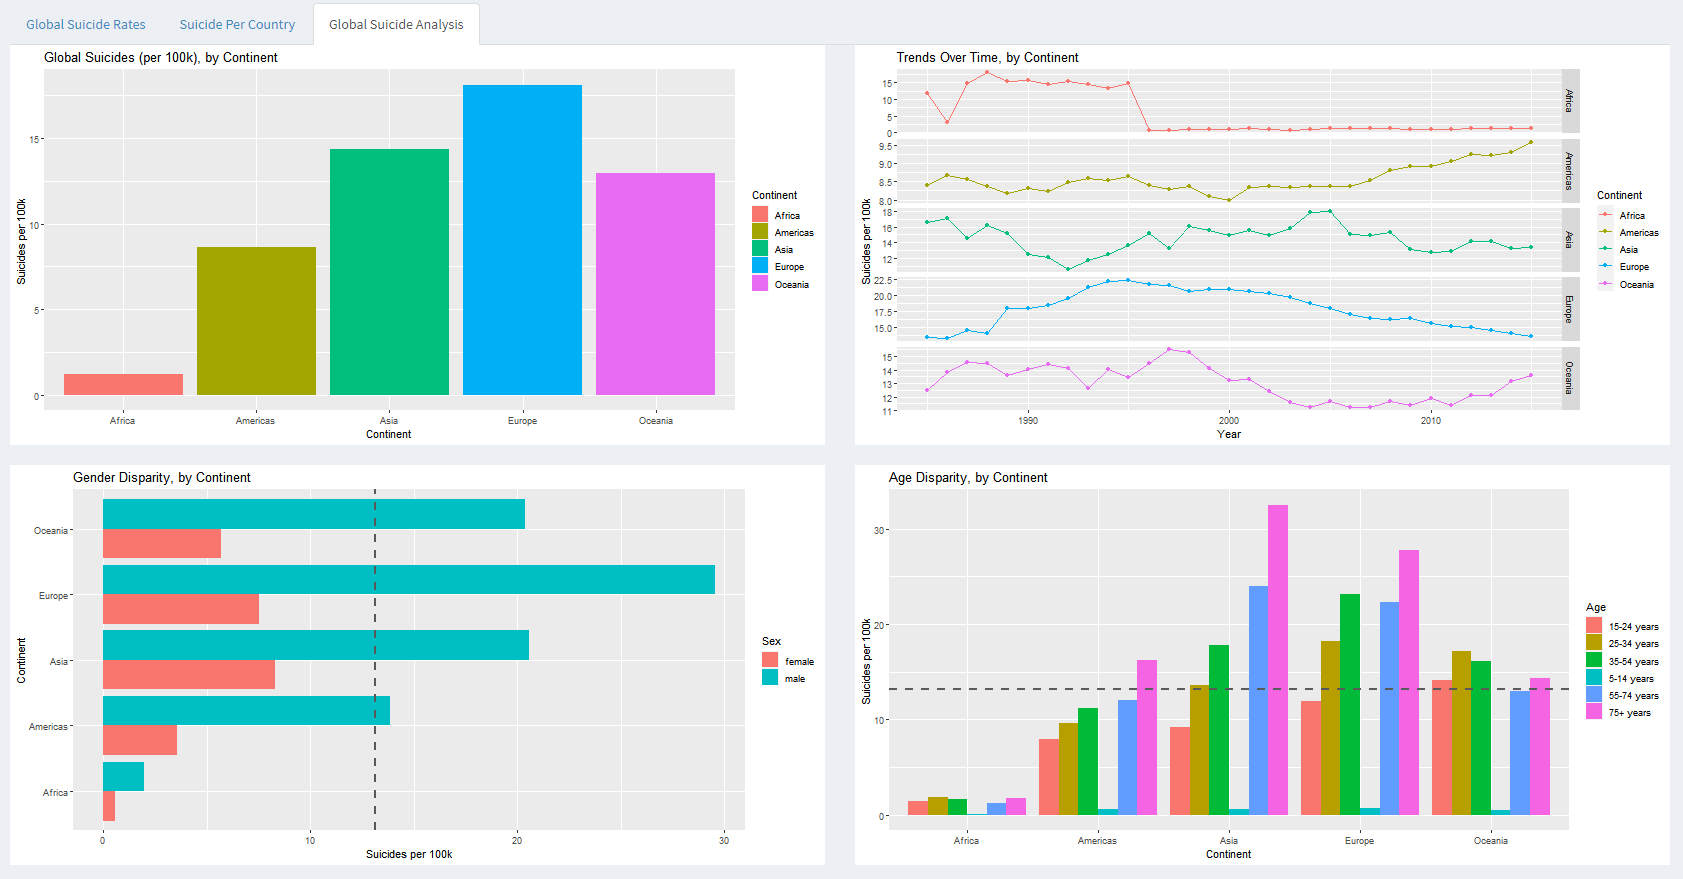 Global Suicide Rates
Suicide Per Country
Global Suicide Analysis
Global Suicides (per 100k), by Continent
Suicides per 100k
15
10
5
0
Africa
Americas
Asia
Europe
Oceania
Continent
Continent
Africa
Americas
Asia
Europe
Oceania
Trends Over Time, by Continent
Suicides per 100k
15
10
5
0
Africa
9.5
9.0
8.5
8.0
Americas
18
16
14
12
Asia
22.5
20.0
17.5
15.0
Europe
15
14
13
12
11
Oceania
1990
2000
2010
Year
Continent
Africa
Americas
Asia
Europe
Oceania
Gender Disparity, by Continent
Continent
Oceania
Europe
Asia
Americas
Africa
0
10
20
30
Suicides per 100k
Sex
female
male
Age Disparity, by Continent
Suicides per 100k
30
20
10
0
Africa
Americas
Asia
Europe
Oceania
Continent
Age
15-24 years
25-34 years
35-54 years
5-14 years
55-74 years
75+ years